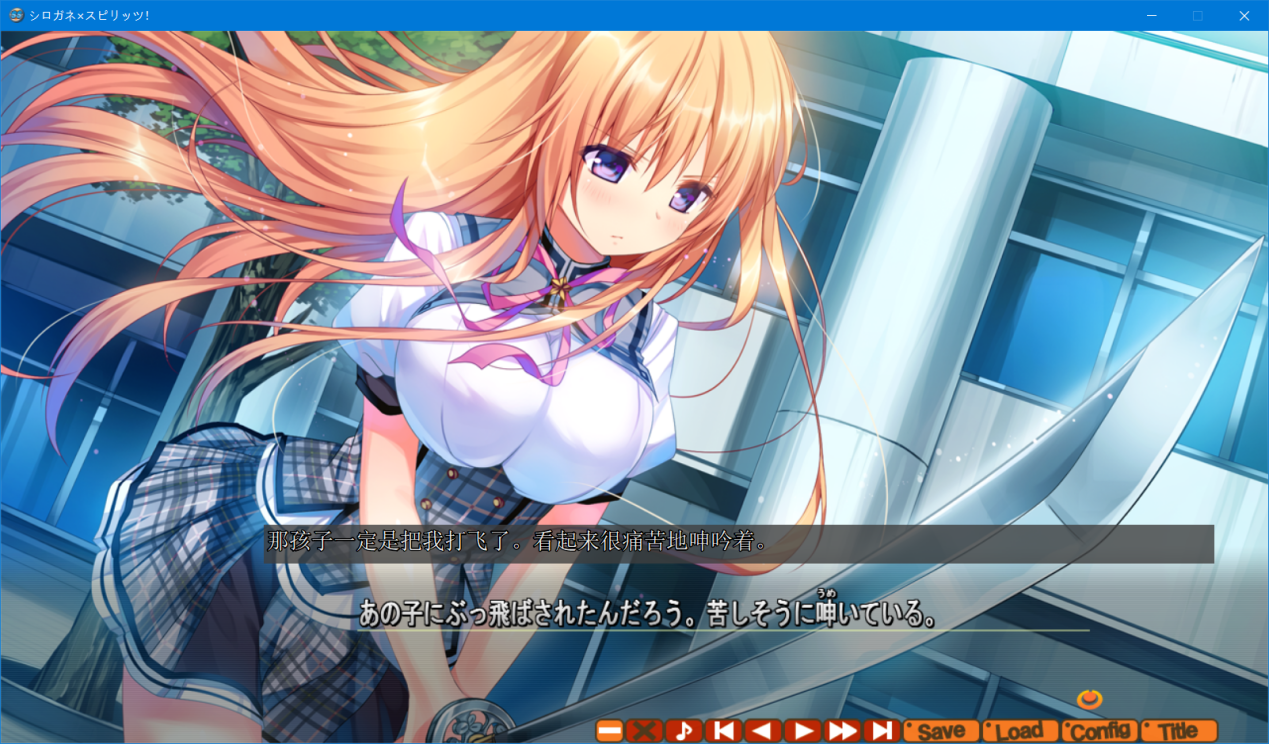 シロガネ×スピリッツ!
那孩子一定是把我打飞了。看起来很痛苦地呻吟着。
うめ
あの子にぶっ飛ばされたんだろう。苦しそうに呻いている。
Save Load Config Title